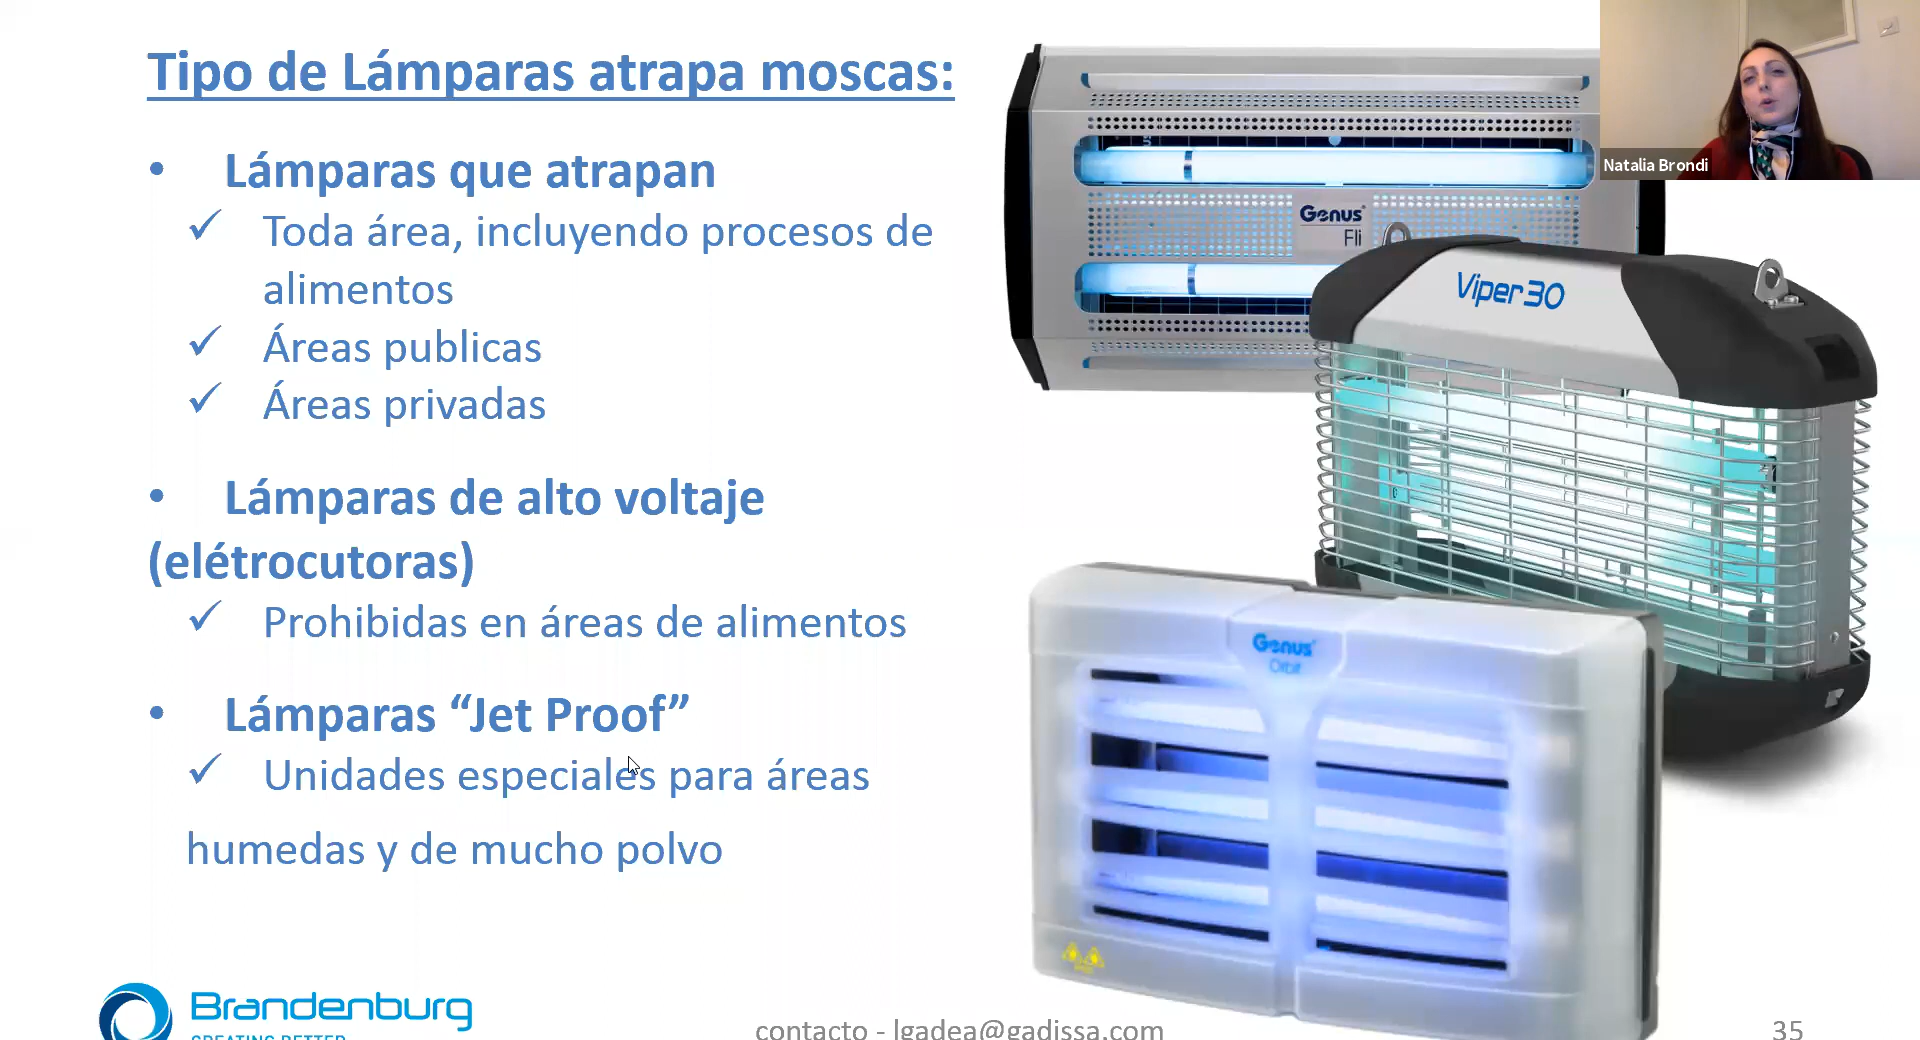 Tipo de Lámparas atrapa moscas:
• Lámparas que atrapan
✓ Toda área, incluyendo procesos de
alimentos
✓ Áreas publicas
✓ Áreas privadas
• Lámparas de alto voltaje
(elétrocutoras)
✓ Prohibidas en áreas de alimentos
• Lámparas “Jet Proof”
✓ Unidades especiales para áreas
humedas y de mucho polvo
Natalia Brondi
Genus
Fli
Viper 30
Genus
Orbit
Brandenburg
CREATING BETTER
contacto - lgadea@gadissa.com
35